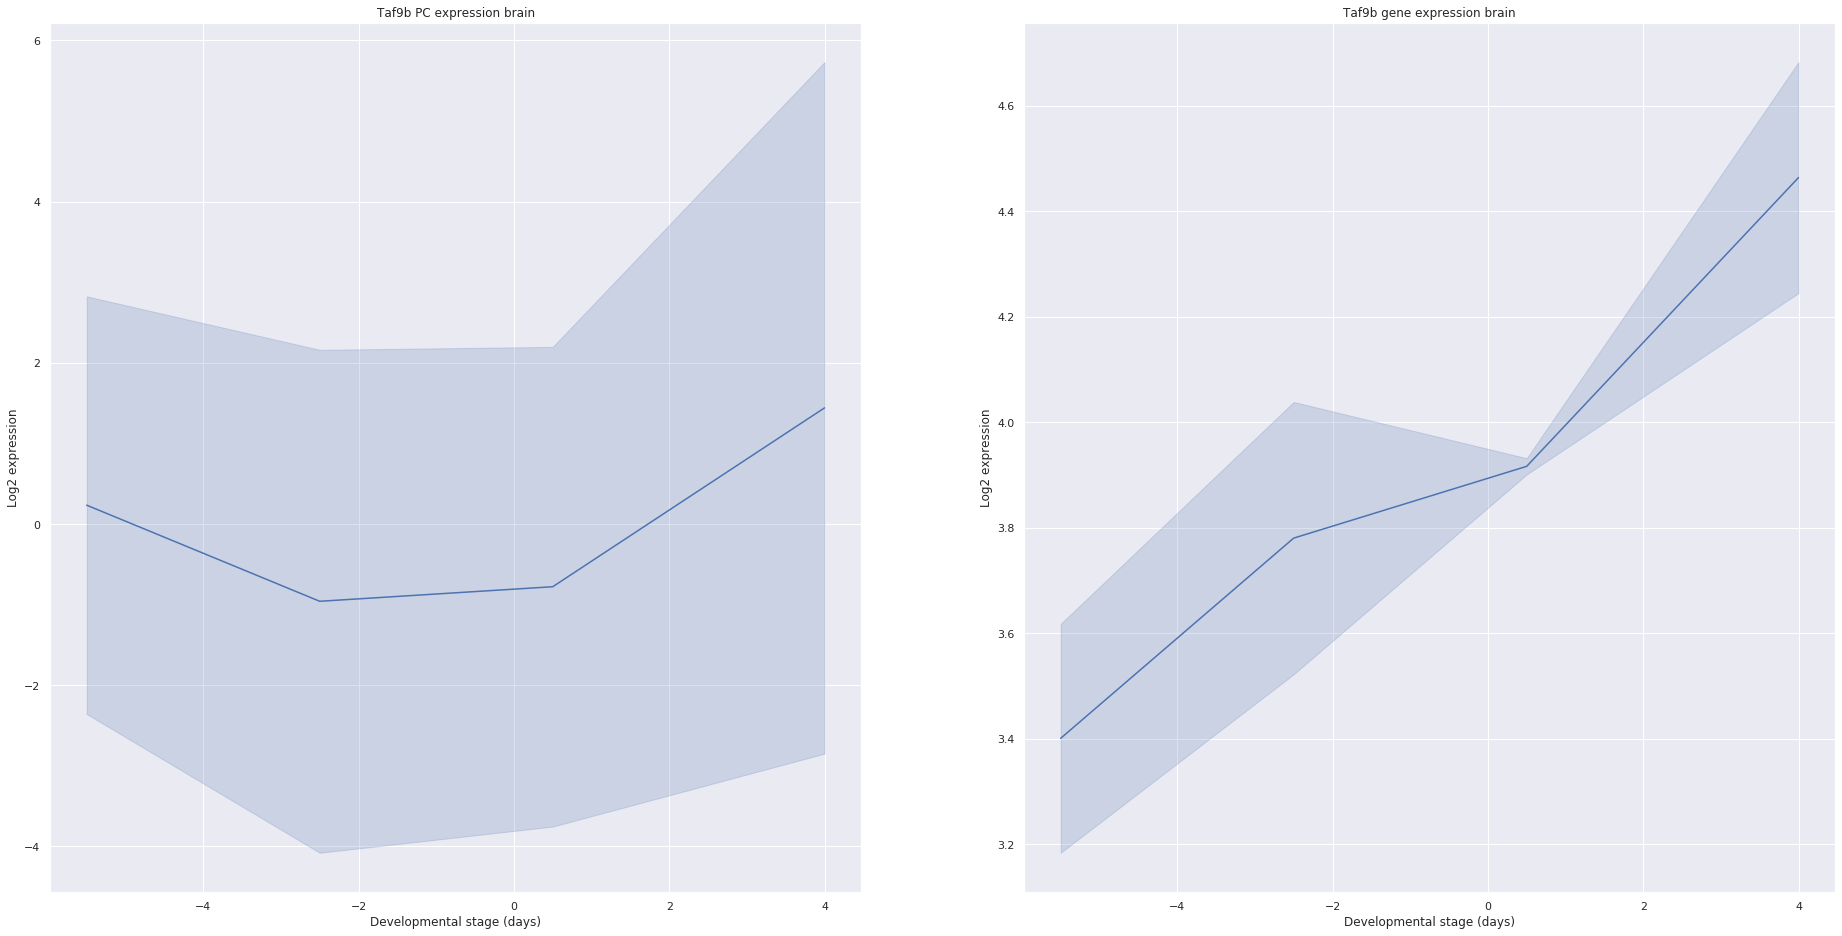 Taf9b PC expression brain
6
4
2
0
−2
−4
Log2 expression
−4 −2 0 2 4
Developmental stage (days)
Taf9b gene expression brain
4.6
4.4
4.2
4.0
3.8
3.6
3.4
3.2
Log2 expression
−4 −2 0 2 4
Developmental stage (days)